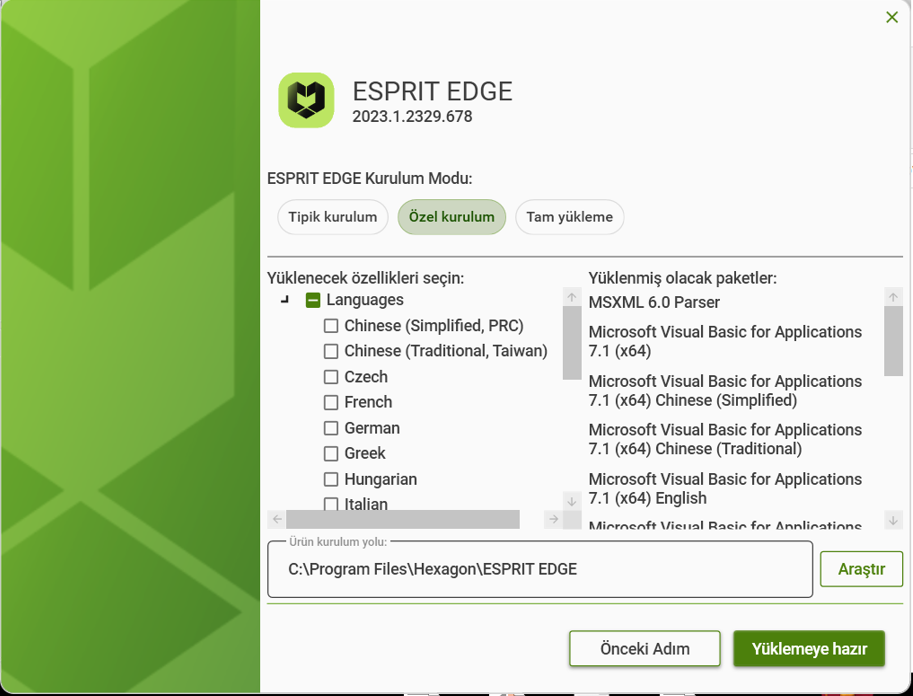 ESPRIT EDGE
2023.1.2329.678
ESPRIT EDGE Kurulum Modu:
Tipik kurulum
Özel kurulum
Tam yükleme
Yüklenecek özellikleri seçin:
Languages
Chinese (Simplified, PRC)
Chinese (Traditional, Taiwan)
Czech
French
German
Greek
Hungarian
Italian
Yüklenmiş olacak paketler:
MSXML 6.0 Parser
Microsoft Visual Basic for Applications
7.1 (x64)
Microsoft Visual Basic for Applications
7.1 (x64) Chinese (Simplified)
Microsoft Visual Basic for Applications
7.1 (x64) Chinese (Traditional)
Microsoft Visual Basic for Applications
7.1 (x64) English
Microsoft Visual Basic for Applications
Ürün kurulum yolu:
C:\Program Files\Hexagon\ESPRIT EDGE
Araştır
Önceki Adım
Yüklemeye hazır